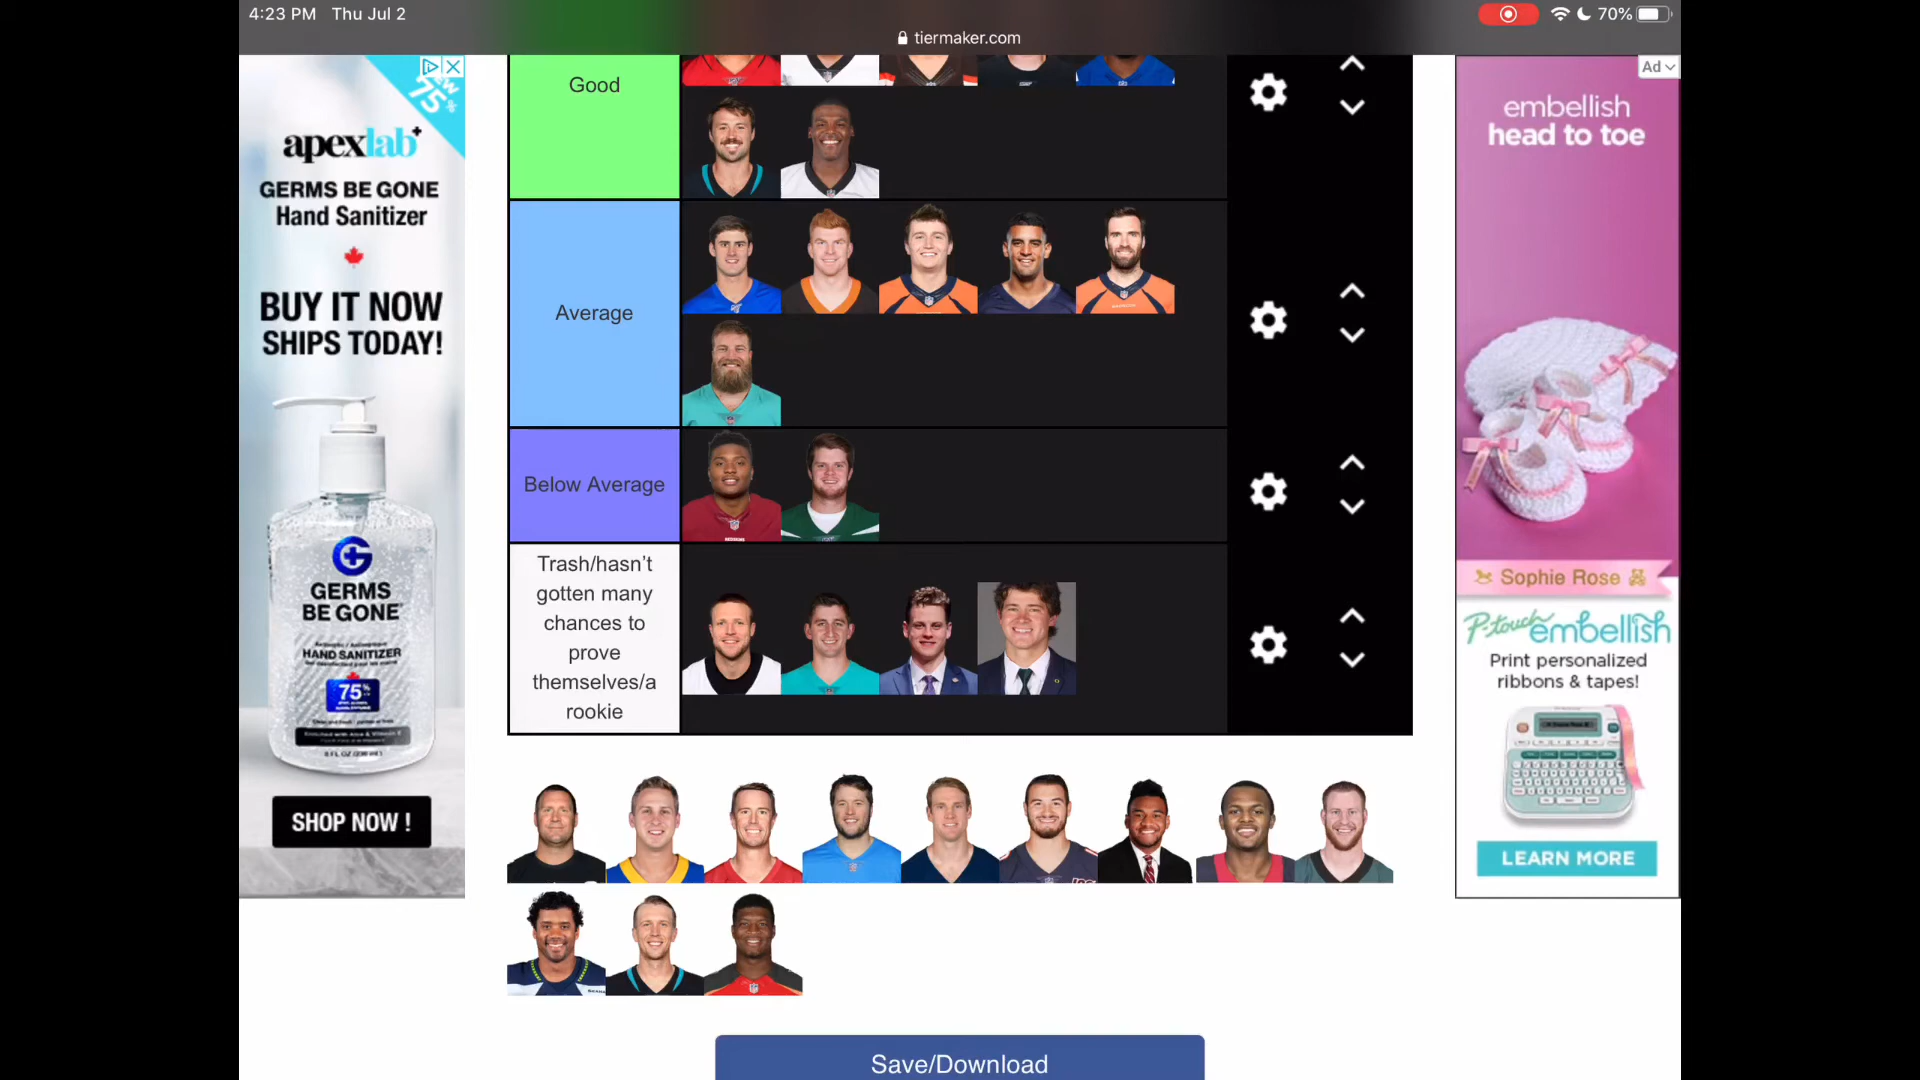 4:23 PM Thu Jul 2
70%
tiermaker.com
75%
apexlab+
GERMS BE GONE
Hand Sanitizer
BUY IT NOW
SHIPS TODAY!
GERMS
BE GONE
HAND SANITIZER
75%
SHOP NOW !
Good
Average
Below Average
Trash/hasn't
gotten many
chances to
prove
themselves/a
rookie
Save/Download
Ad
embellish
head to toe
Sophie Rose
P-touch embellish
Print personalized
ribbons & tapes!
LEARN MORE